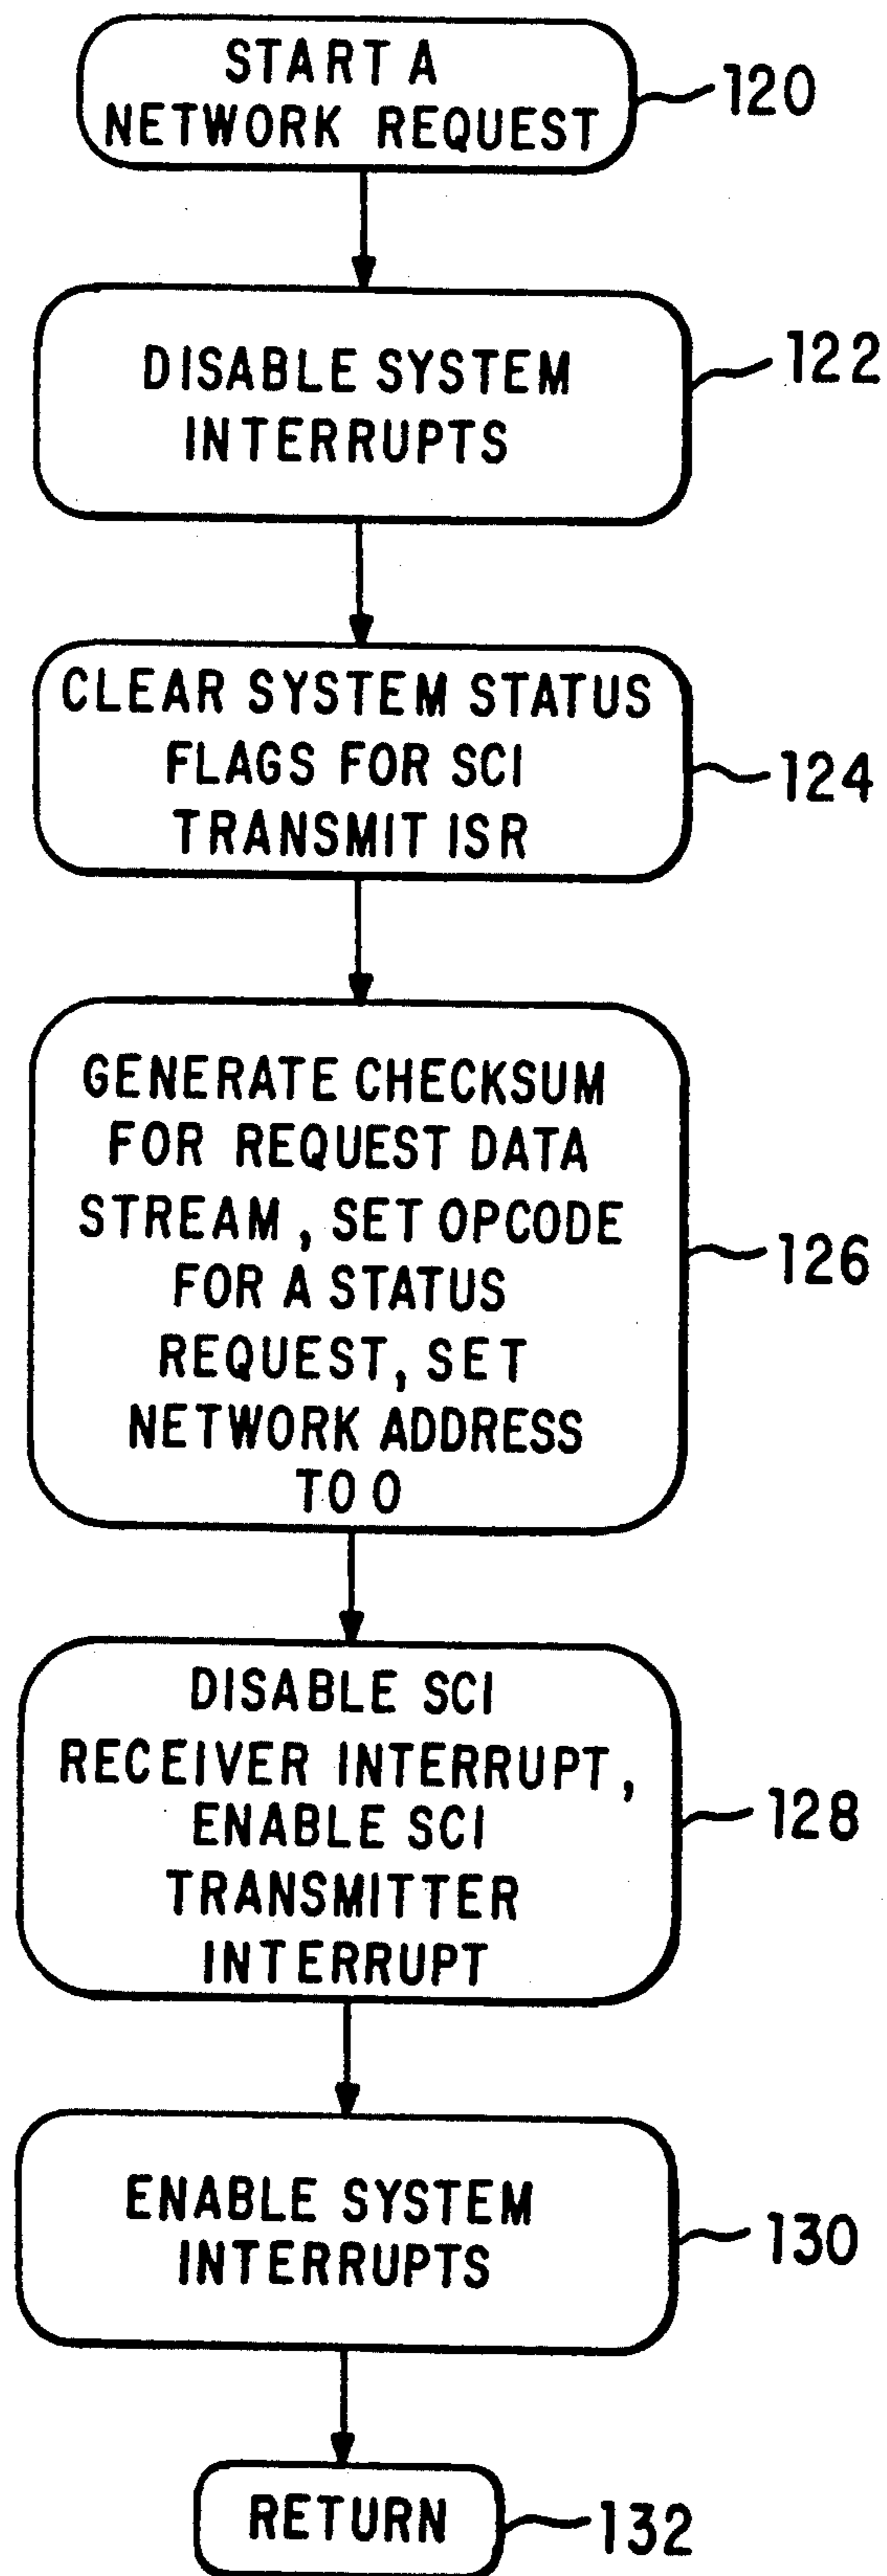 START A
NETWORK REQUEST
120
DISABLE SYSTEM
INTERRUPTS
122
CLEAR SYSTEM STATUS
FLAGS FOR SCI
TRANSMIT ISR
124
GENERATE CHECKSUM
FOR REQUEST DATA
STREAM, SET OPCODE
FOR A STATUS
REQUEST, SET
NETWORK ADDRESS
TO 0
126
DISABLE SCI
RECEIVER INTERRUPT,
ENABLE SCI
TRANSMITTER
INTERRUPT
128
ENABLE SYSTEM
INTERRUPTS
130
RETURN
132